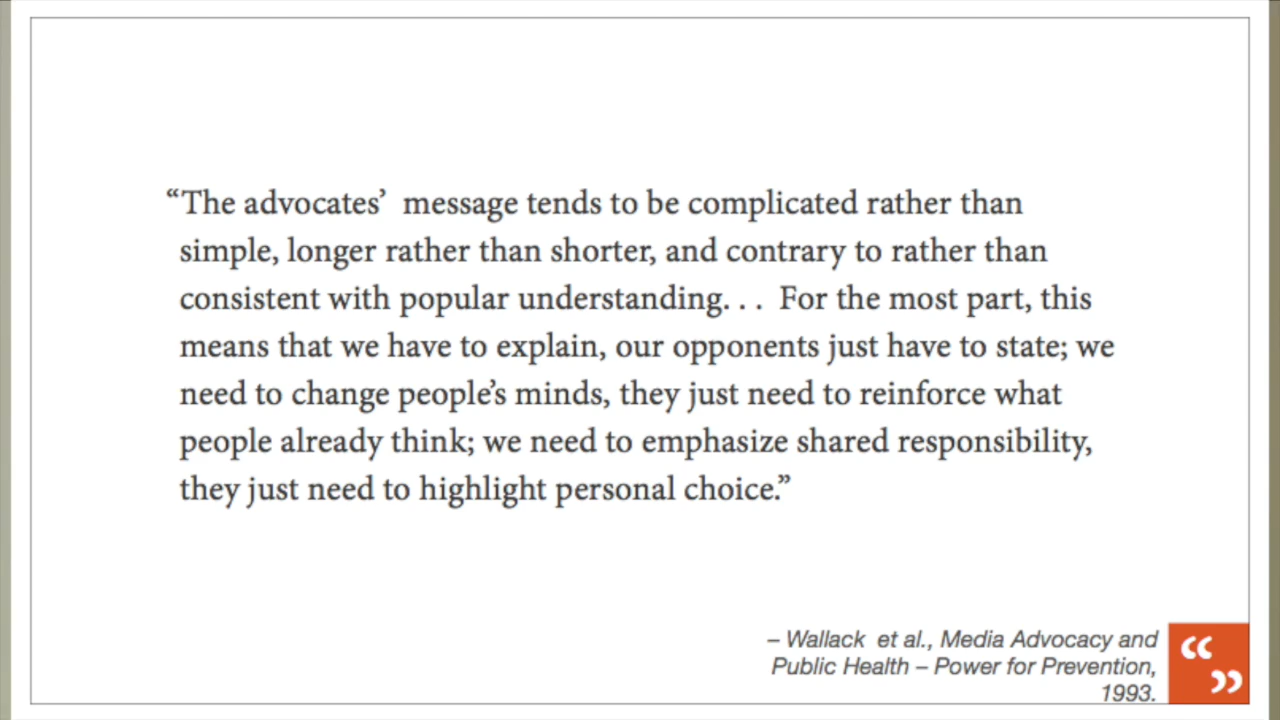 “The advocates’ message tends to be complicated rather than
simple, longer rather than shorter, and contrary to rather than
consistent with popular understanding. . . For the most part, this
means that we have to explain, our opponents just have to state; we
need to change people’s minds, they just need to reinforce what
people already think; we need to emphasize shared responsibility,
they just need to highlight personal choice.”
– Wallack et al., Media Advocacy and
Public Health – Power for Prevention,
1993.
“
”